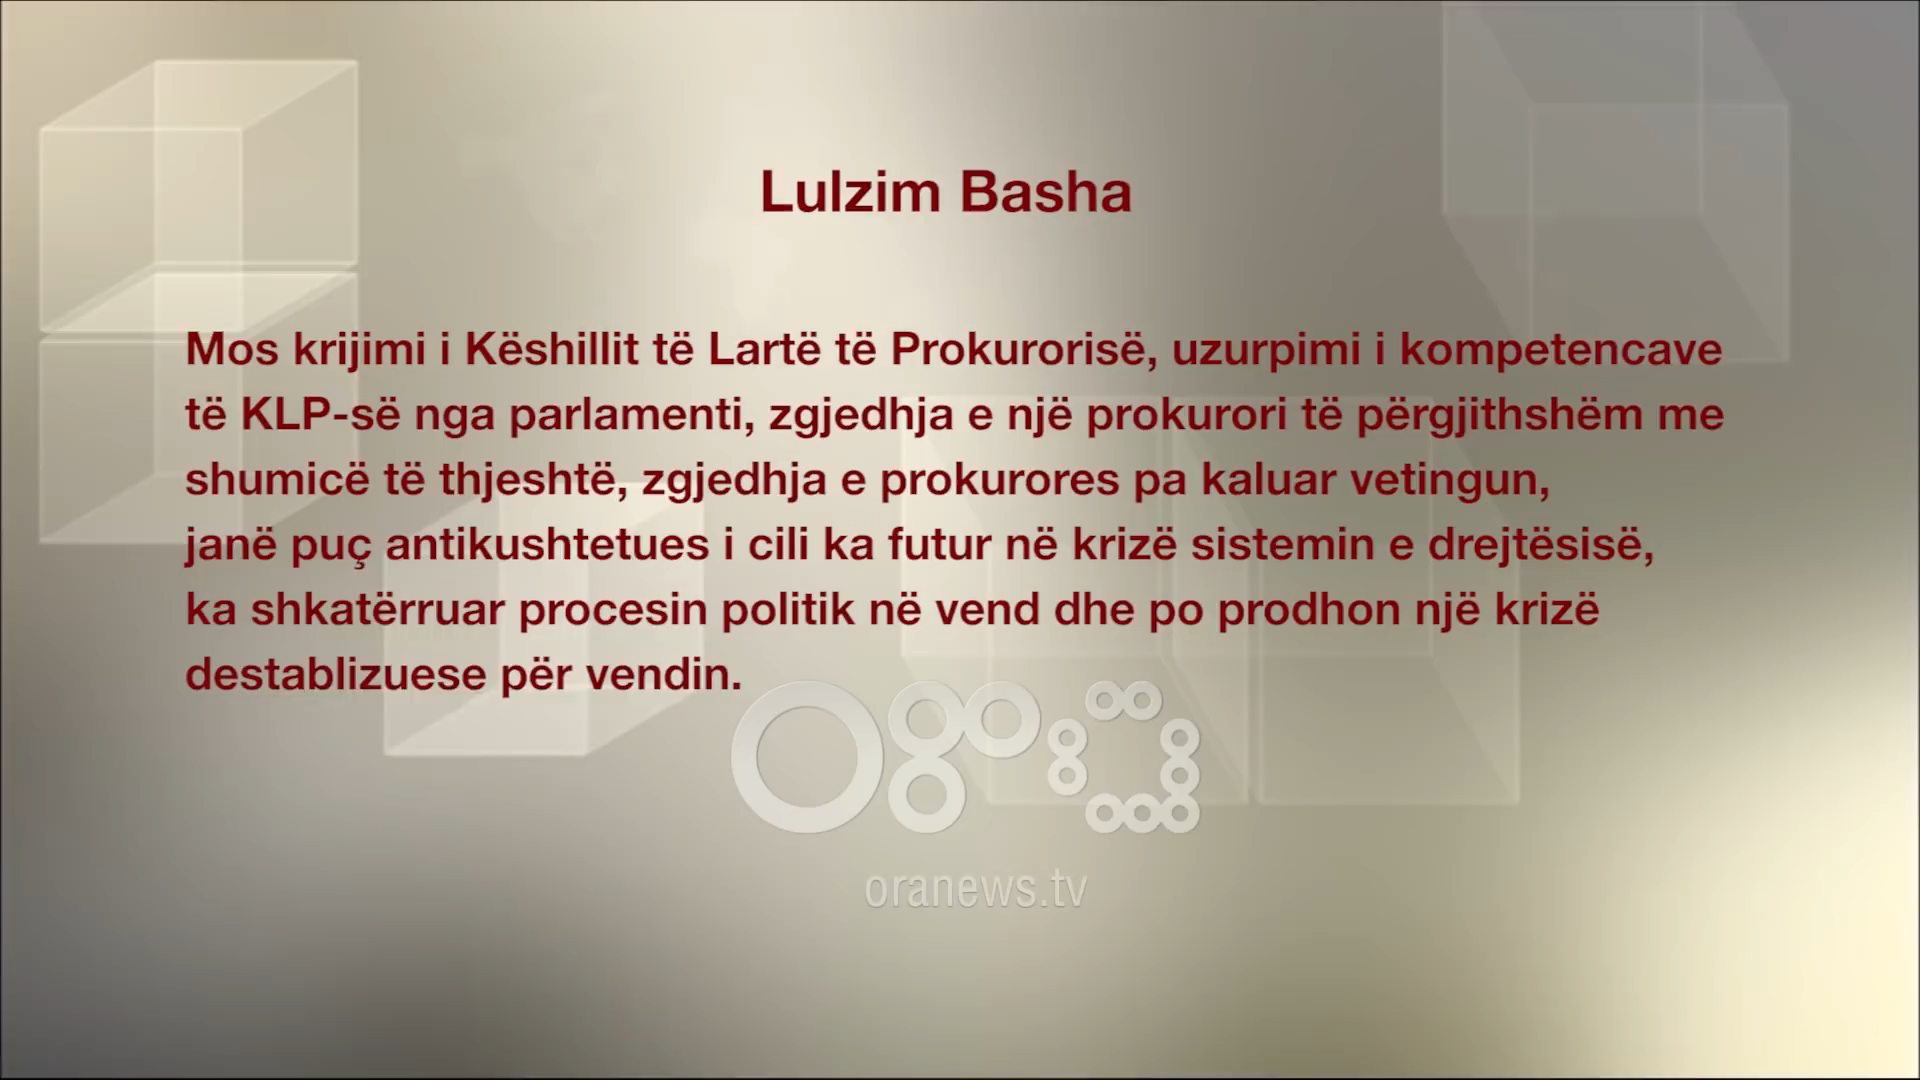 Lulzim Basha
Mos krijimi i Këshillit të Lartë të Prokurorisë, uzurpimi i kompetencave
të KLP-së nga parlamenti, zgjedhja e një prokurori të përgjithshëm me
shumicë të thjeshtë, zgjedhja e prokurores pa kaluar vetingun,
janë puç antikushtetues i cili ka futur në krizë sistemin e drejtësisë,
ka shkatërruar procesin politik në vend dhe po prodhon një krizë
destablizuese për vendin.
ora
oranews.tv